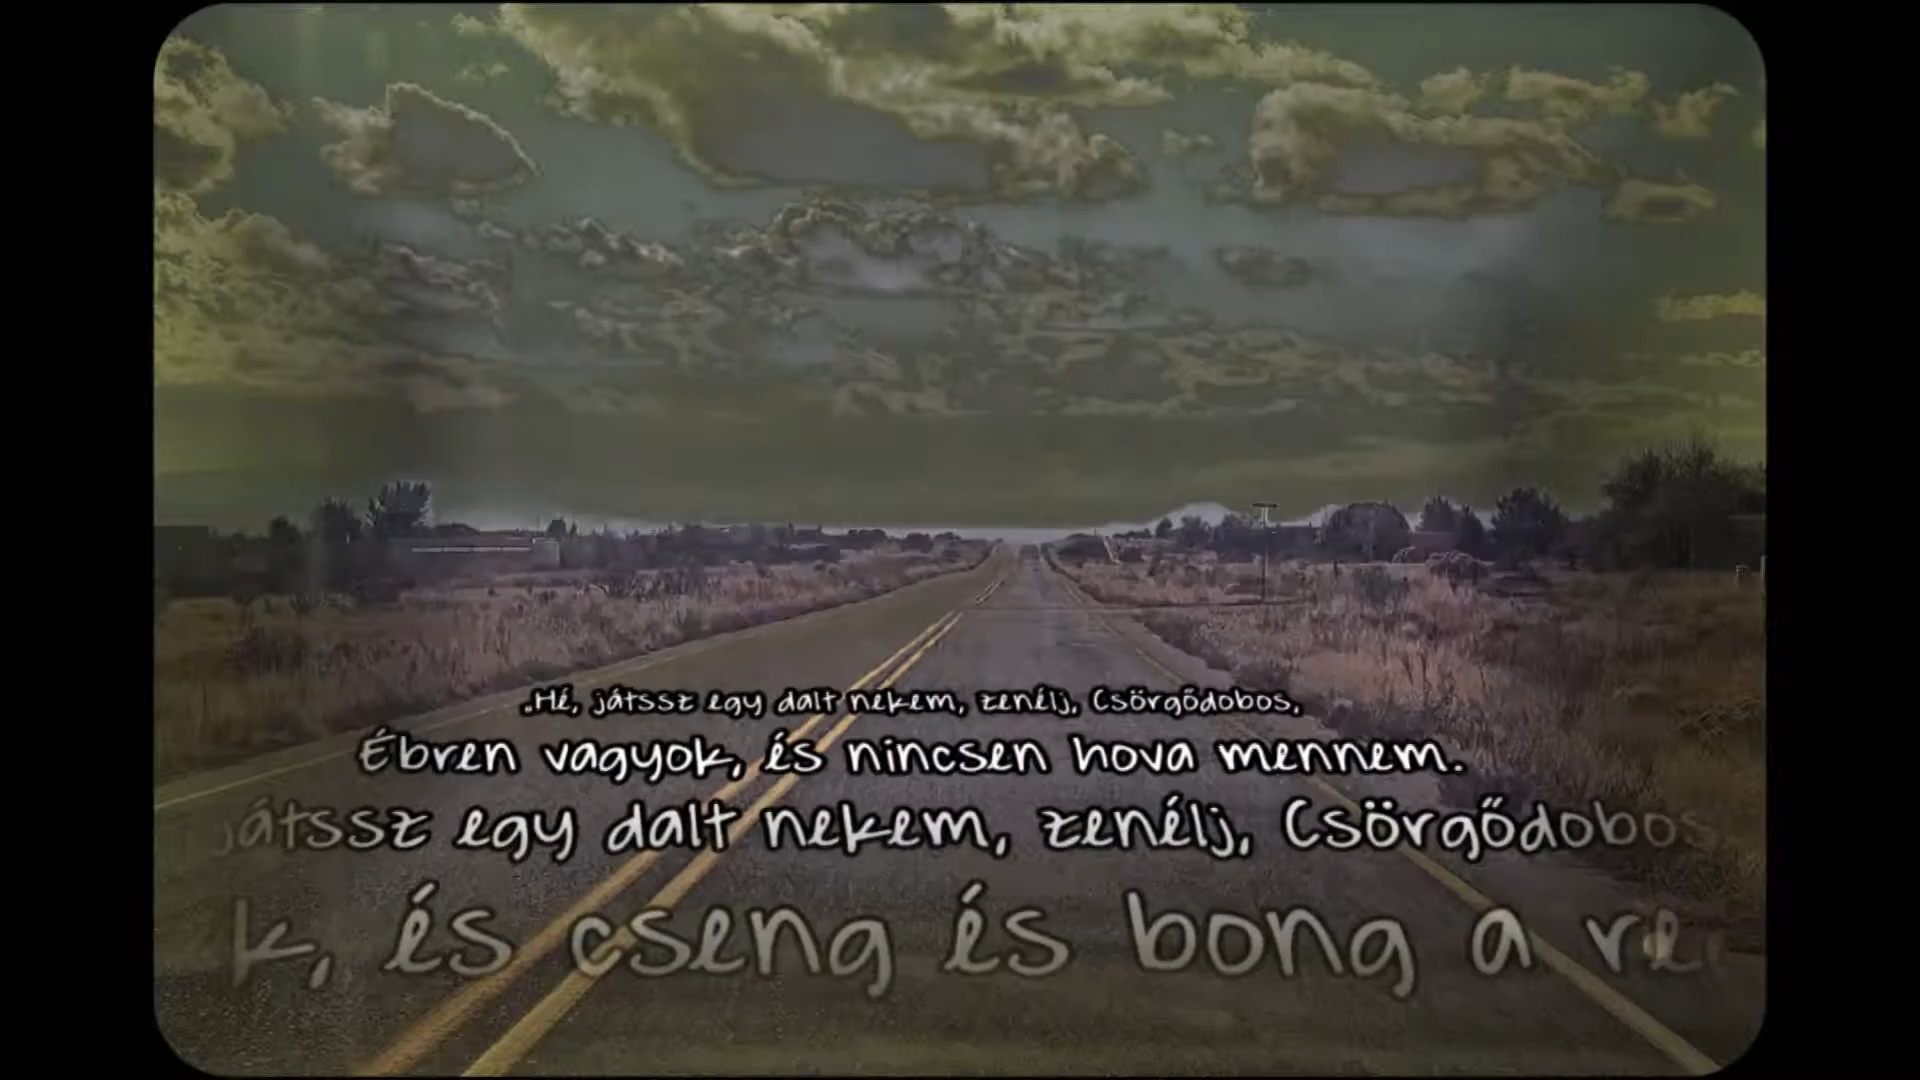 „Hé, játssz egy dalt nekem, zenélj, Csörgődobos,
Ébren vagyok, és nincsen hova mennem.
játssz egy dalt nekem, zenélj, Csörgődobos
k, és cseng és bong a